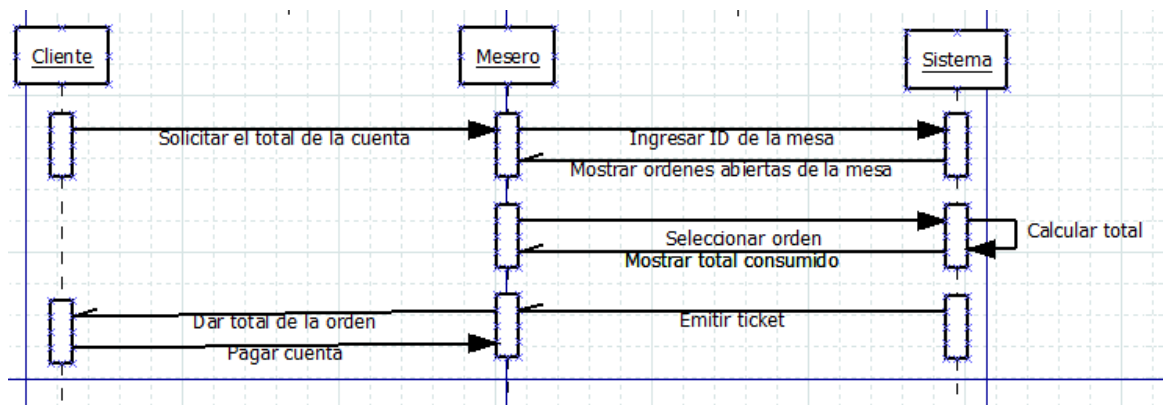 Cliente
Mesero
Sistema
Solicitar el total de la cuenta
Ingresar ID de la mesa
Mostrar ordenes abiertas de la mesa
Seleccionar orden
Calcular total
Mostrar total consumido
Dar total de la orden
Emitir ticket
Pagar cuenta